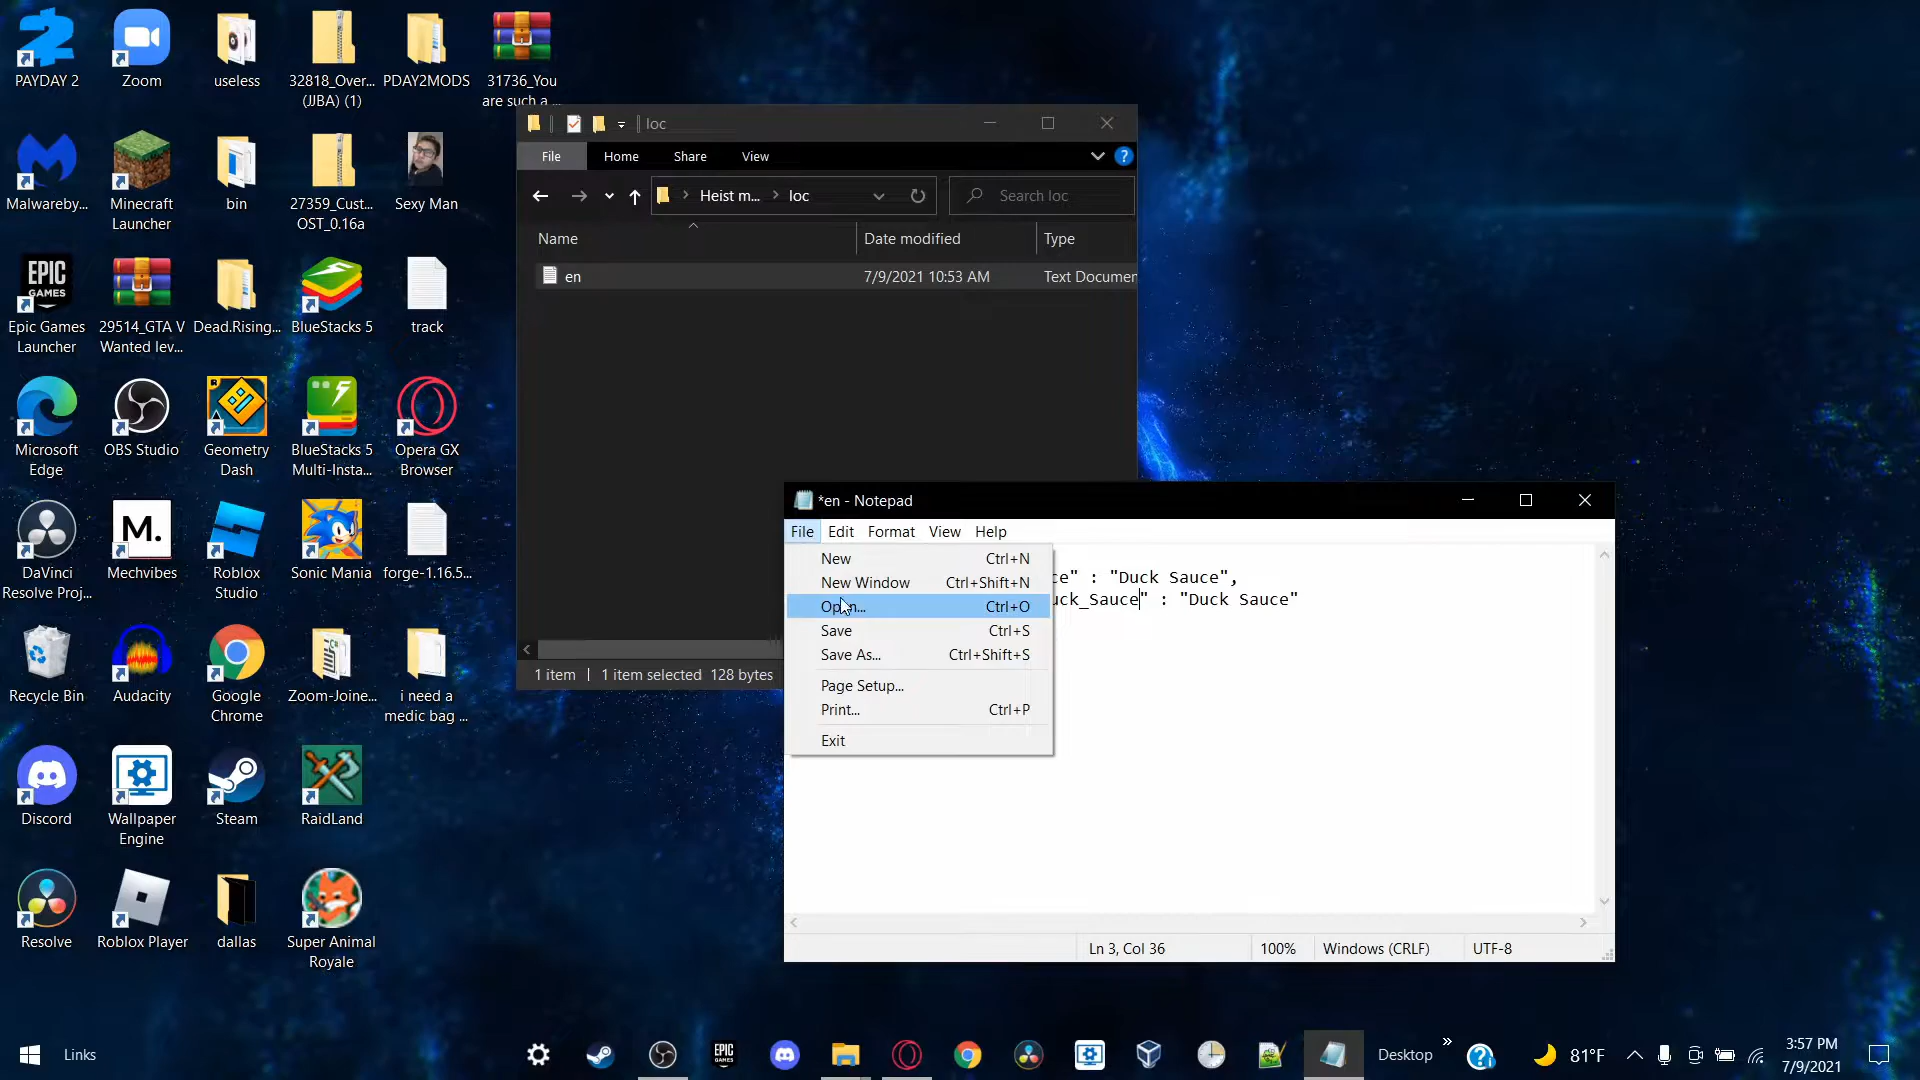 PAYDAY 2
Zoom
useless
32818_Over...
(JJBA) (1)
PDAY2MODS
31736_You
are such a ...
Malwareby...
Minecraft
Launcher
bin
27359_Cust...
OST_0.16a
Sexy Man
EPIC
GAMES
Epic Games
Launcher
29514_GTA V
Wanted lev...
Dead.Rising...
BlueStacks 5
track
Microsoft
Edge
OBS Studio
Geometry
Dash
BlueStacks 5
Multi-Insta...
Opera GX
Browser
DaVinci
Resolve Proj...
M.
Mechvibes
Roblox
Studio
Sonic Mania
forge-1.16.5...
Recycle Bin
Audacity
Google
Chrome
Zoom-Joine...
i need a
medic bag ...
Discord
Wallpaper
Engine
Steam
RaidLand
Resolve
Roblox Player
dallas
Super Animal
Royale
loc
File Home Share View
Heist m... > loc
Search loc
Name Date modified Type
en 7/9/2021 10:53 AM Text Documen
1 item 1 item selected 128 bytes
*en - Notepad
File Edit Format View Help
New Ctrl+N
New Window Ctrl+Shift+N
Open... Ctrl+O
Save Ctrl+S
Save As... Ctrl+Shift+S
Page Setup...
Print... Ctrl+P
Exit
ce" : "Duck Sauce",
uck_Sauce" : "Duck Sauce"
Ln 3, Col 36 100% Windows (CRLF) UTF-8
Links
EPIC
GAMES
Desktop
81°F
3:57 PM
7/9/2021